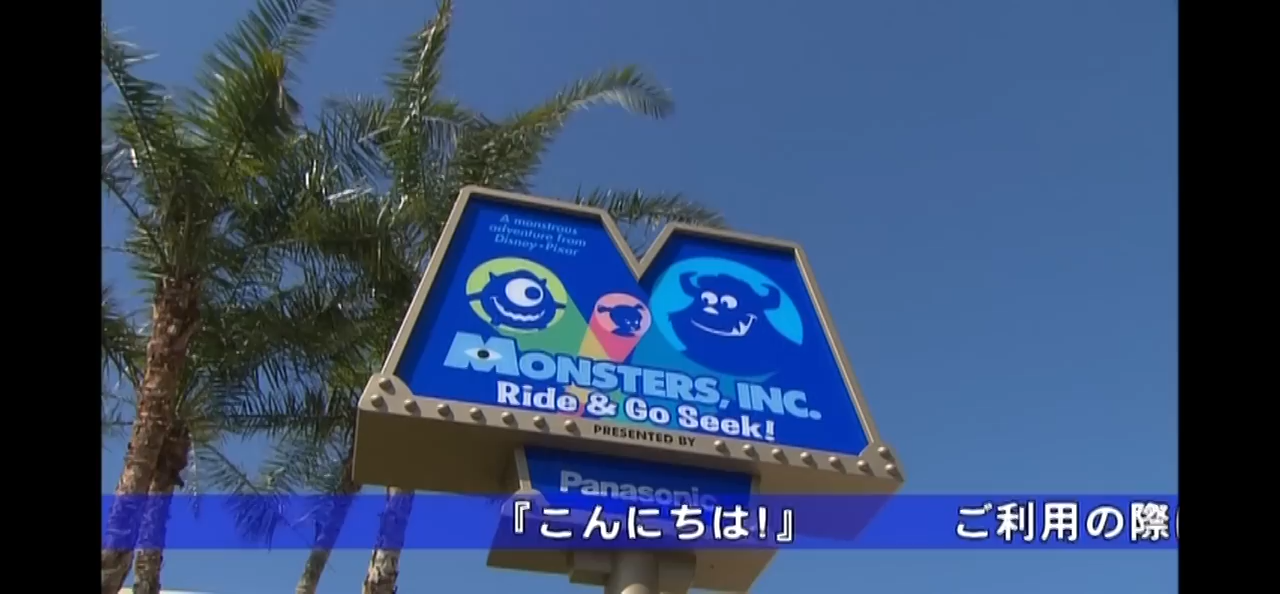 A monstrous
adventure from
Disney•Pixar
MONSTERS, INC.
Ride & Go Seek!
PRESENTED BY
Panasonic
『こんにちは!』 ご利用の際